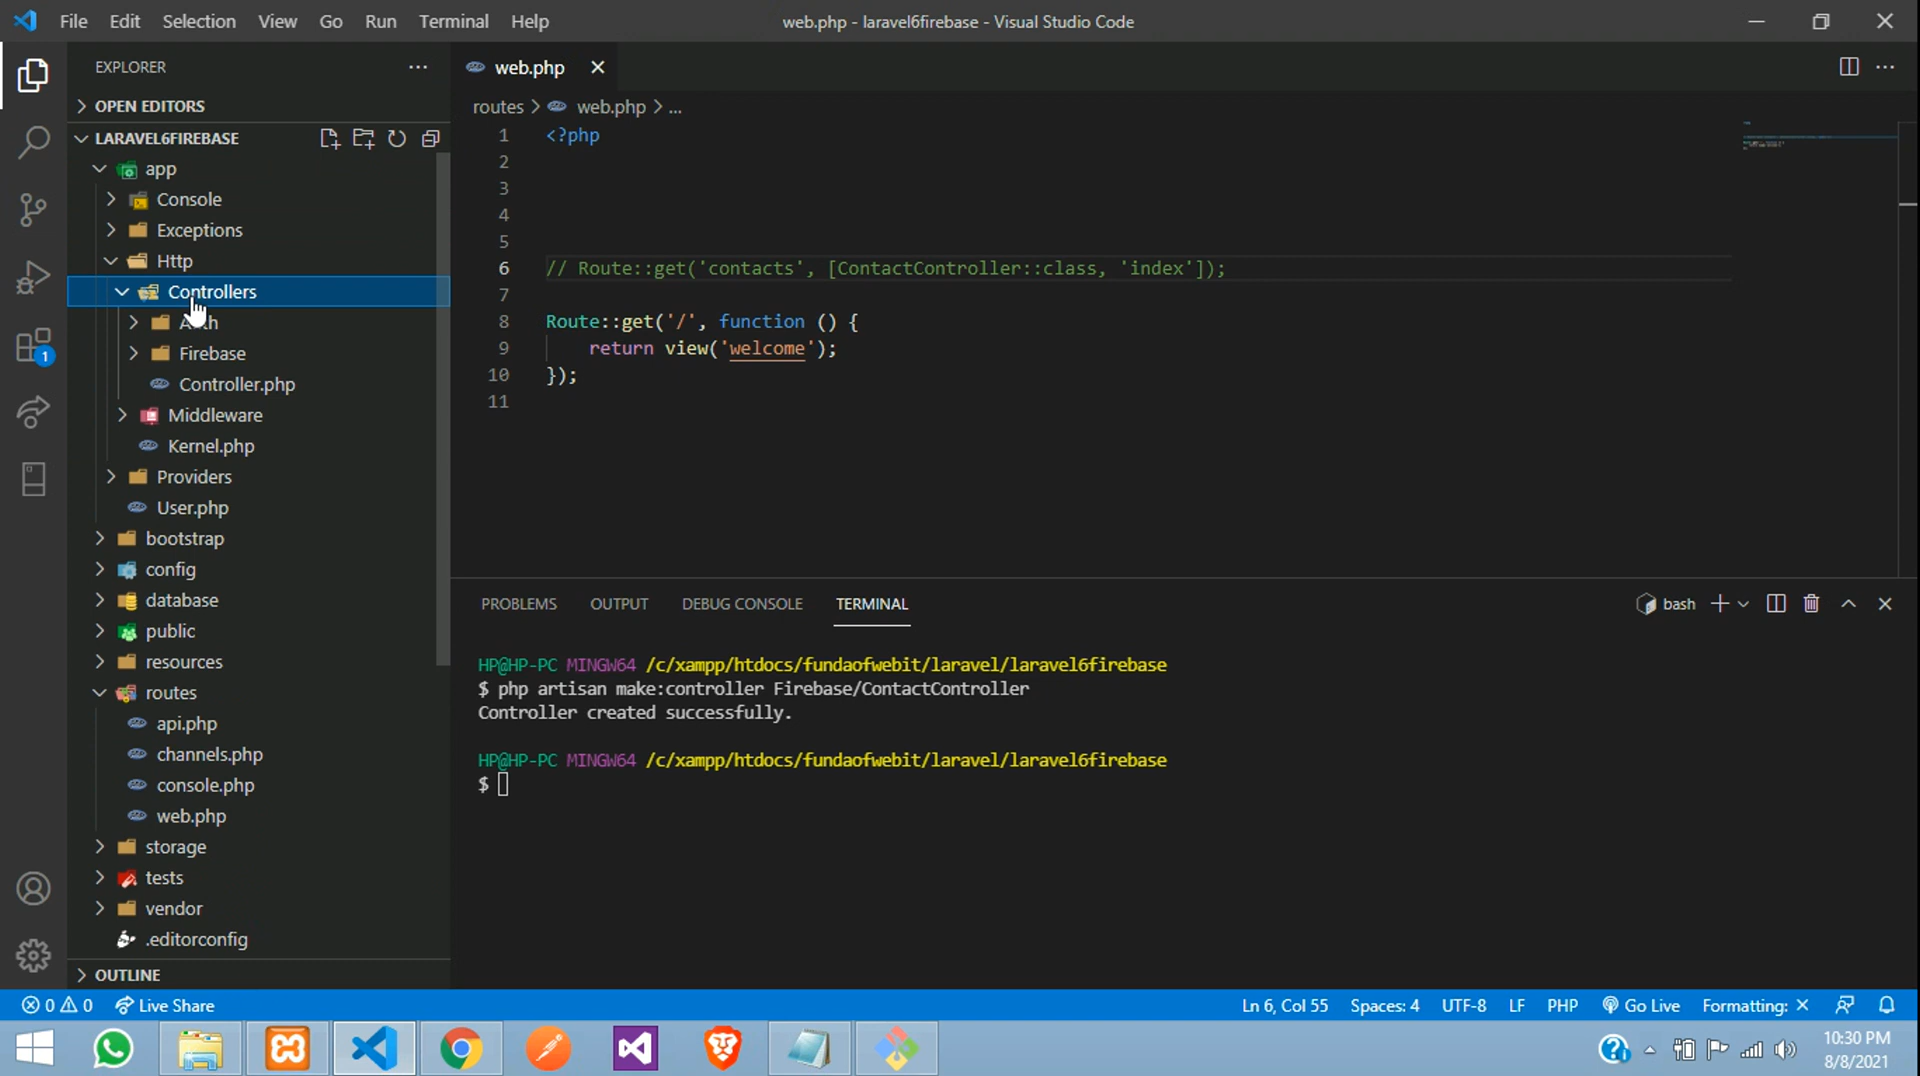 File Edit Selection View Go Run Terminal Help
web.php - laravel6firebase - Visual Studio Code
EXPLORER
OPEN EDITORS
LARAVEL6FIREBASE
app
Console
Exceptions
Http
Controllers
Firebase
Controller.php
Middleware
Kernel.php
Providers
User.php
bootstrap
config
database
public
resources
routes
api.php
channels.php
console.php
web.php
storage
tests
vendor
.editorconfig
OUTLINE
web.php
routes > web.php > ...
1 <?php
2
3
4
5
6 // Route::get('contacts', [ContactController::class, 'index']);
7
8 Route::get('/', function () {
9 return view('welcome');
10 });
11
PROBLEMS OUTPUT DEBUG CONSOLE TERMINAL
bash
HP@HP-PC MINGW64 /c/xampp/htdocs/fundaofwebit/laravel/laravel6firebase
$ php artisan make:controller Firebase/ContactController
Controller created successfully.
HP@HP-PC MINGW64 /c/xampp/htdocs/fundaofwebit/laravel/laravel6firebase
$
1
0 0 Live Share
Ln 6, Col 55 Spaces: 4 UTF-8 LF PHP Go Live Formatting: ×
10:30 PM
8/8/2021